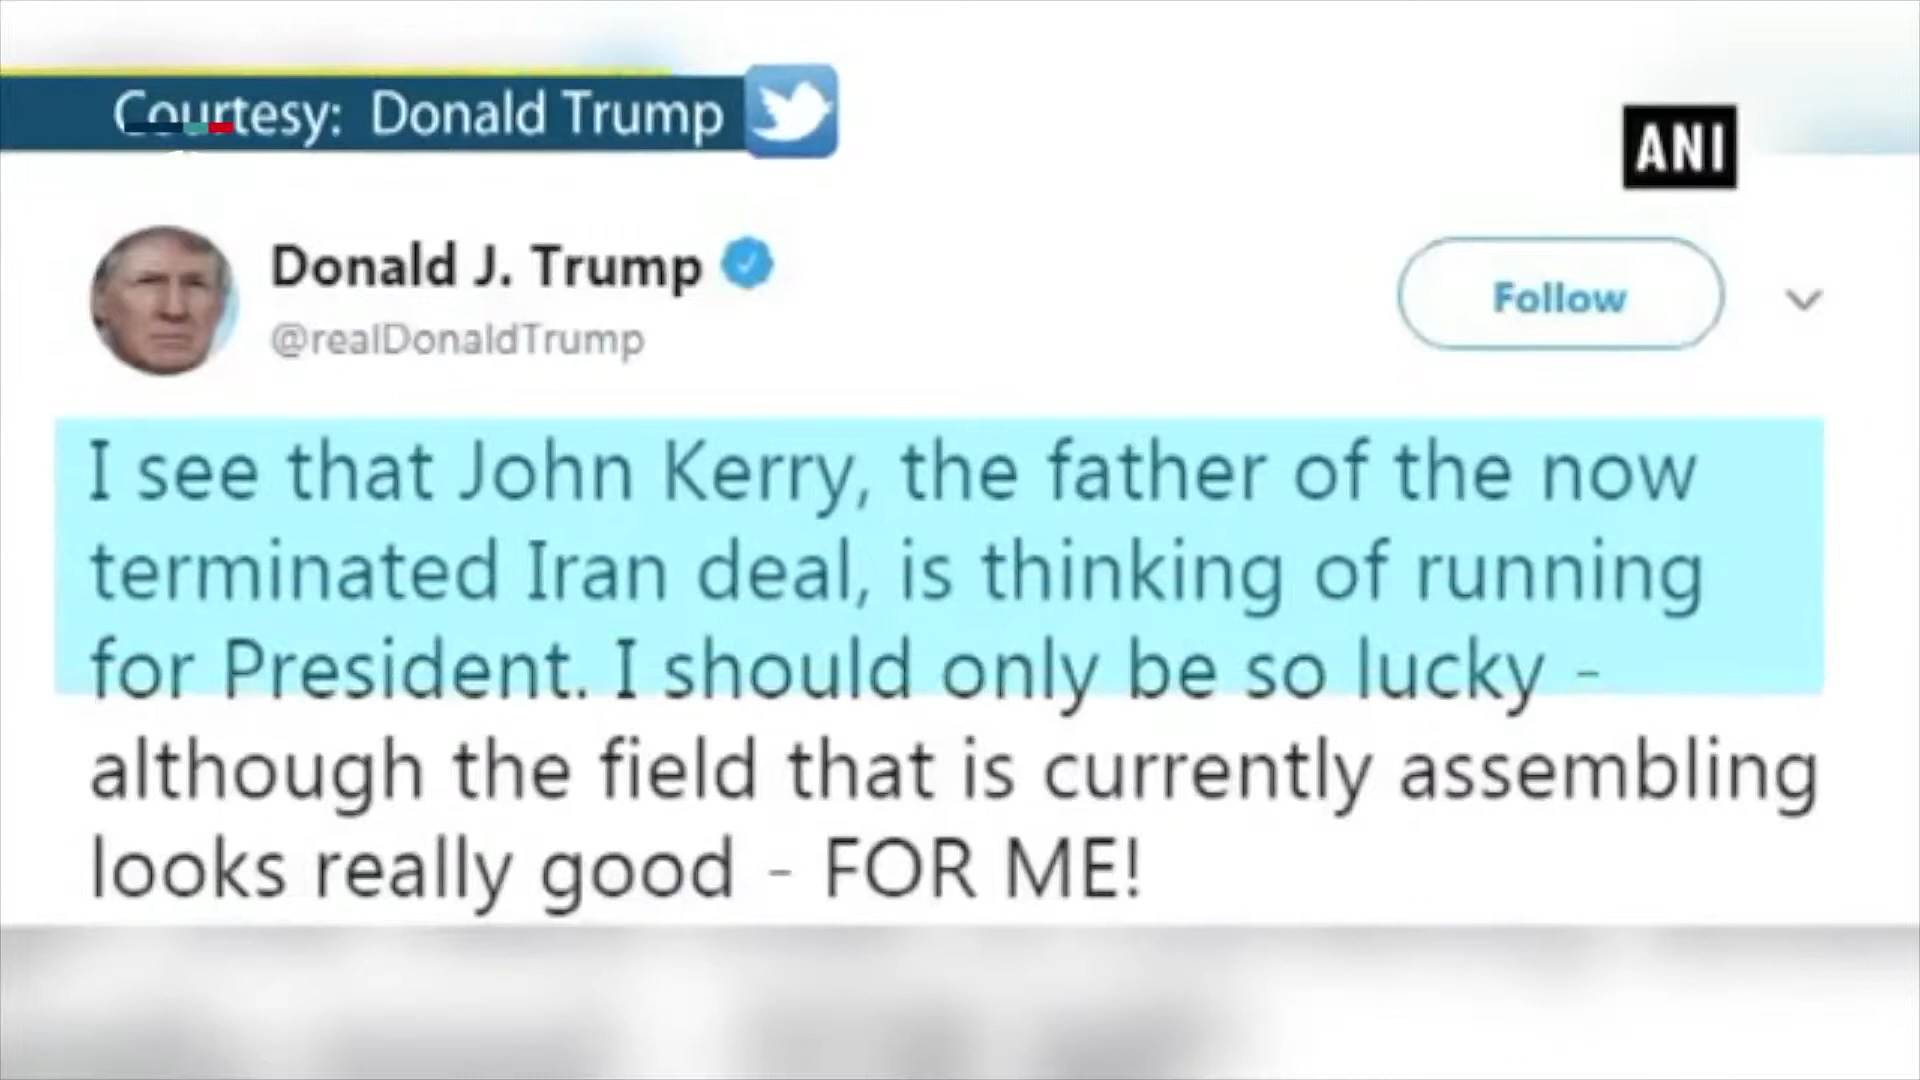 Courtesy: Donald Trump
ANI
Donald J. Trump
@realDonaldTrump
Follow
I see that John Kerry, the father of the now
terminated Iran deal, is thinking of running
for President. I should only be so lucky -
although the field that is currently assembling
looks really good - FOR ME!